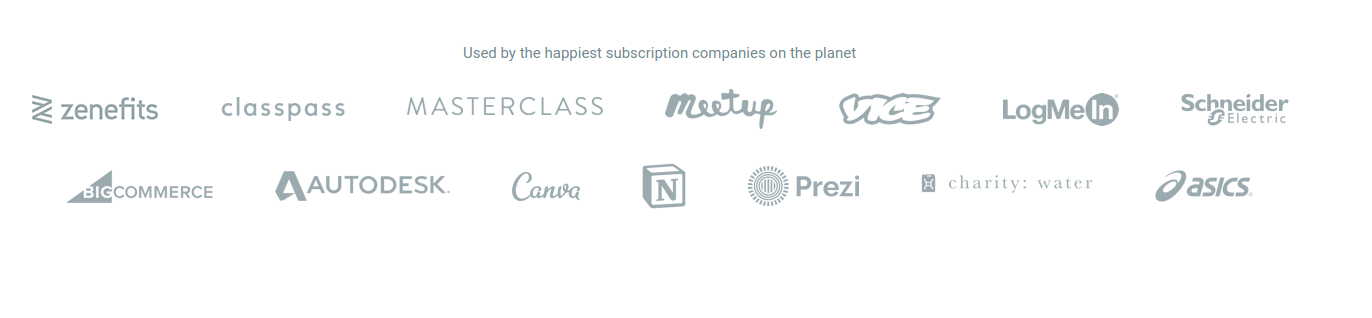 Used by the happiest subscription companies on the planet
zenefits classpass MASTERCLASS meetup VICE LogMeIn Schneider Electric
BIGCOMMERCE AUTODESK. Canva N Prezi charity: water asics